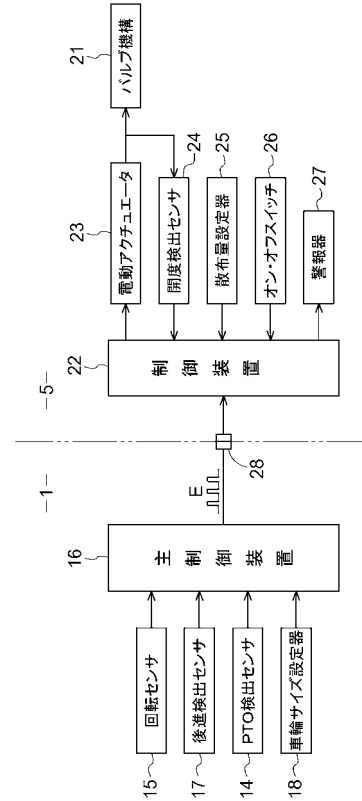 -1-
-5-
15
回転センサ
17
後進検出センサ
14
PTO検出センサ
18
車輪サイズ設定器
16
主制御装置
E
28
22
制御装置
23
電動アクチュエータ
21
バルブ機構
24
開度検出センサ
25
散布量設定器
26
オン・オフスイッチ
27
警報器